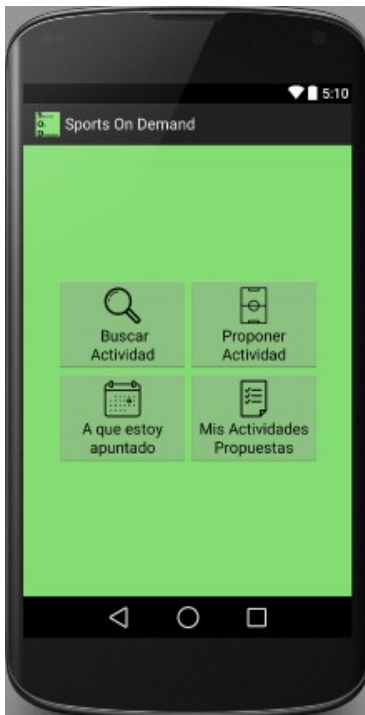 5:10
Sports On Demand
Buscar
Actividad
Proponer
Actividad
A que estoy
apuntado
Mis Actividades
Propuestas